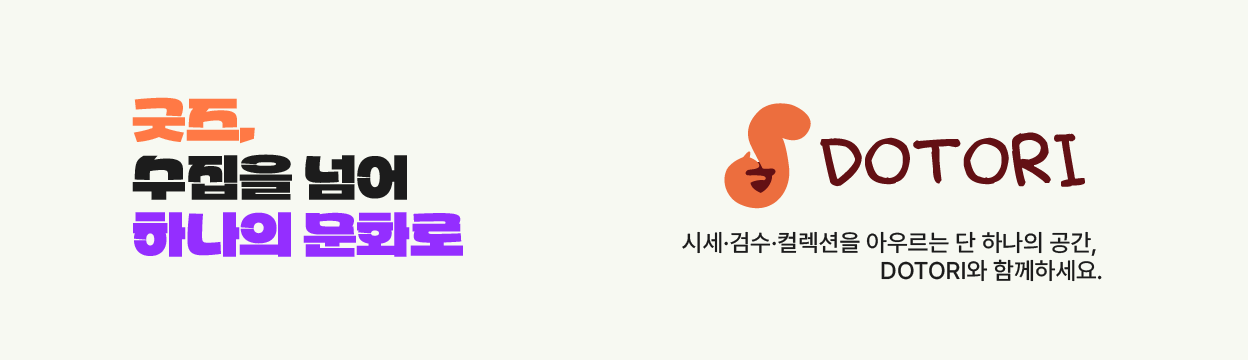 굿즈,
수집을 넘어
하나의 문화로
DOTORI
시세·검수·컬렉션을 아우르는 단 하나의 공간,
DOTORI와 함께하세요.